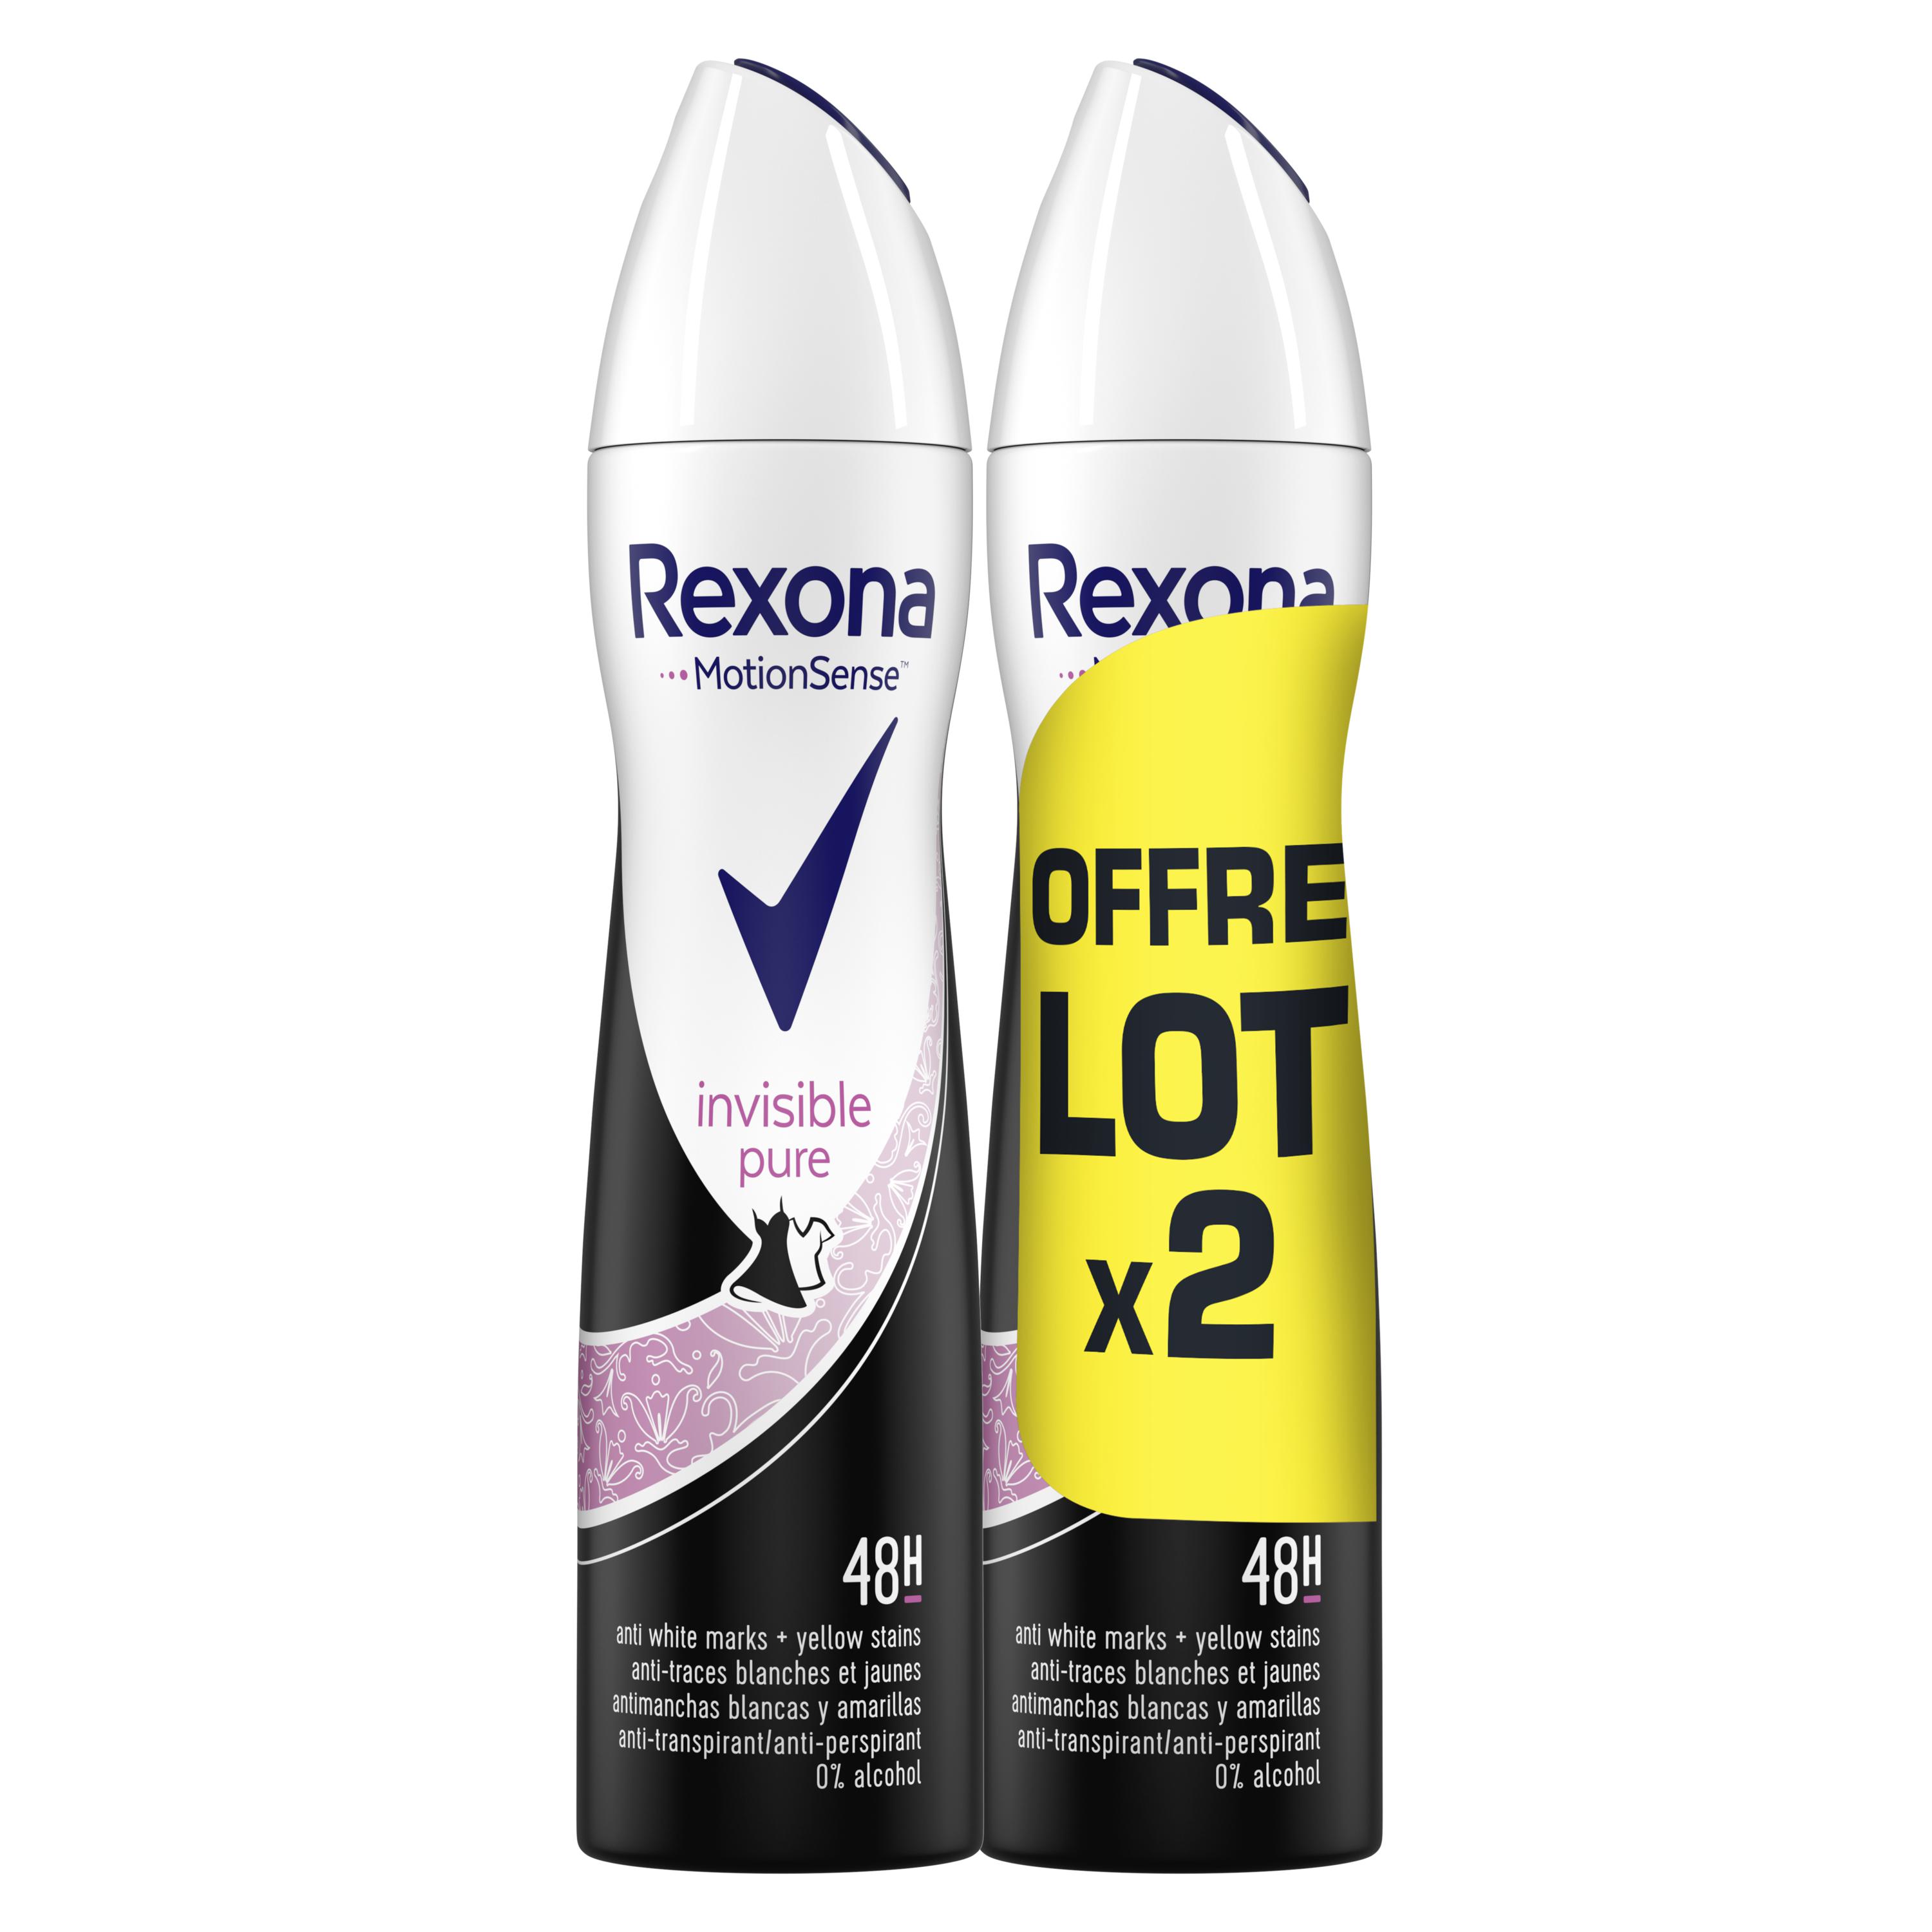 Rexona
MotionSense™
invisible
pure
48H
anti white marks + yellow stains
anti-traces blanches et jaunes
antimanchas blancas y amarillas
anti-transpirant/anti-perspirant
0% alcohol
Rexona
OFFRE
LOT
x2
48H
anti white marks + yellow stains
anti-traces blanches et jaunes
antimanchas blancas y amarillas
anti-transpirant/anti-perspirant
0% alcohol